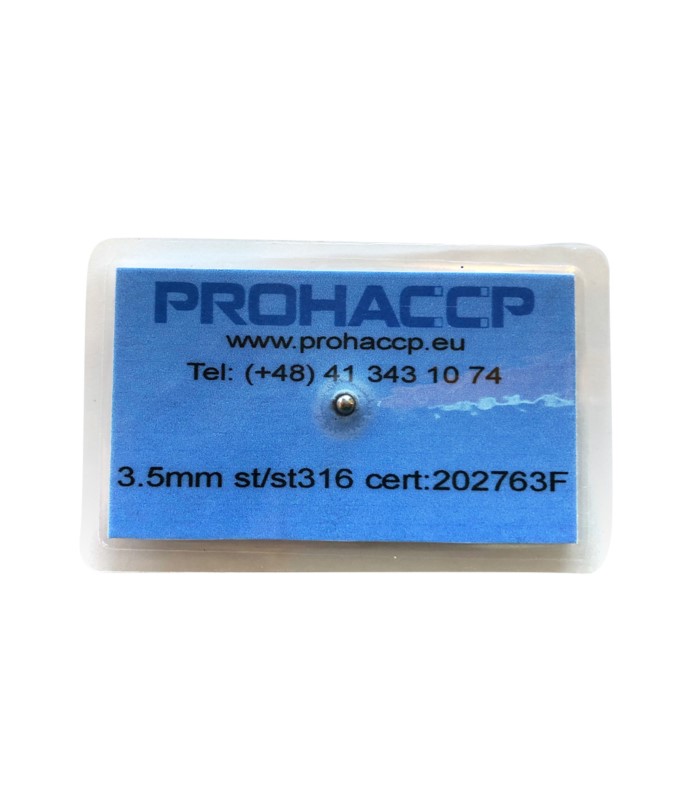 PROHACCP
www.prohaccp.eu
Tel: (+48) 41 343 10 74
3.5mm st/st316 cert:202763F